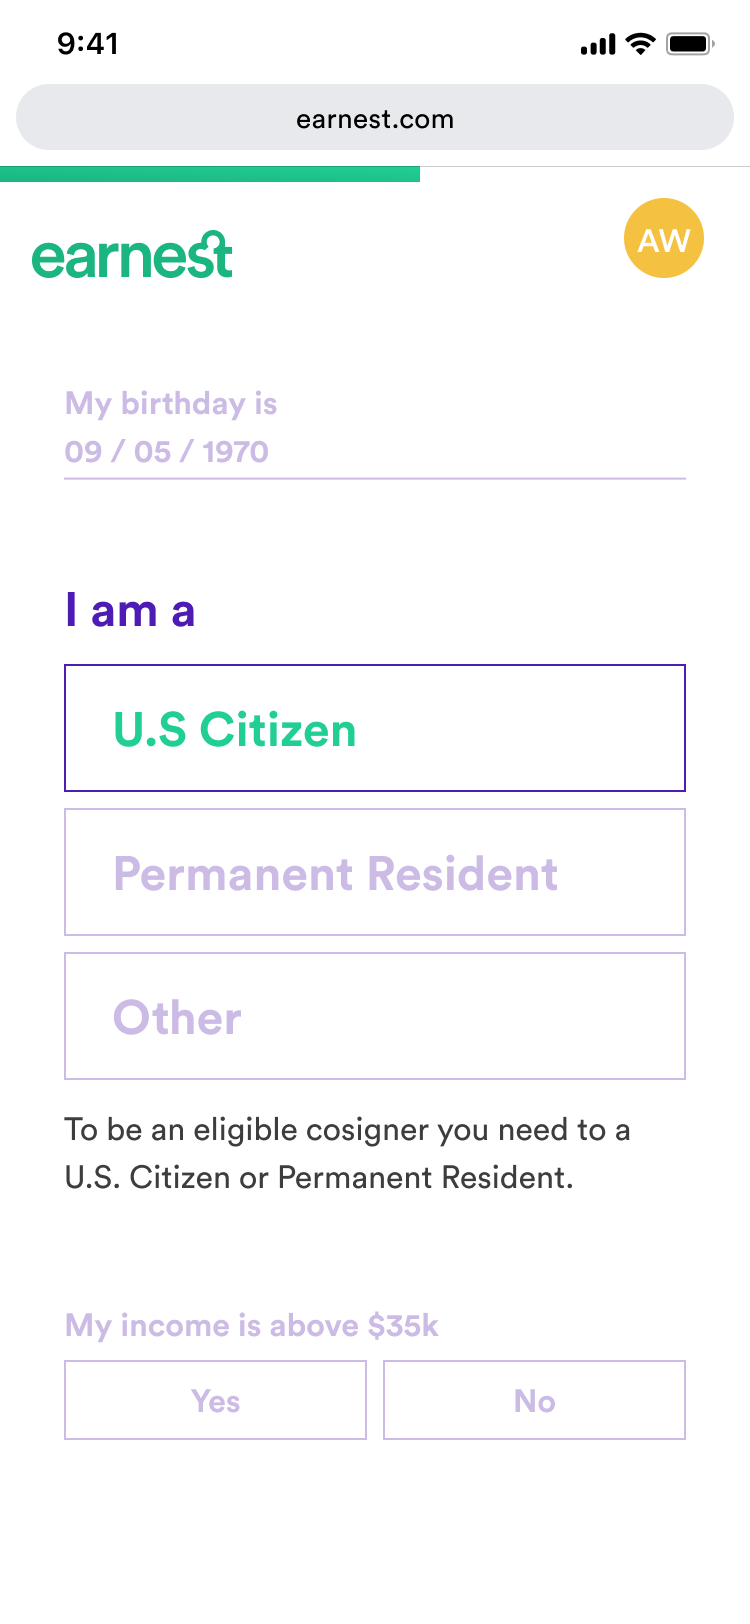 9:41
earnest.com
earnest
AW
My birthday is
09 / 05 / 1970
I am a
U.S Citizen
Permanent Resident
Other
To be an eligible cosigner you need to a
U.S. Citizen or Permanent Resident.
My income is above $35k
Yes
No